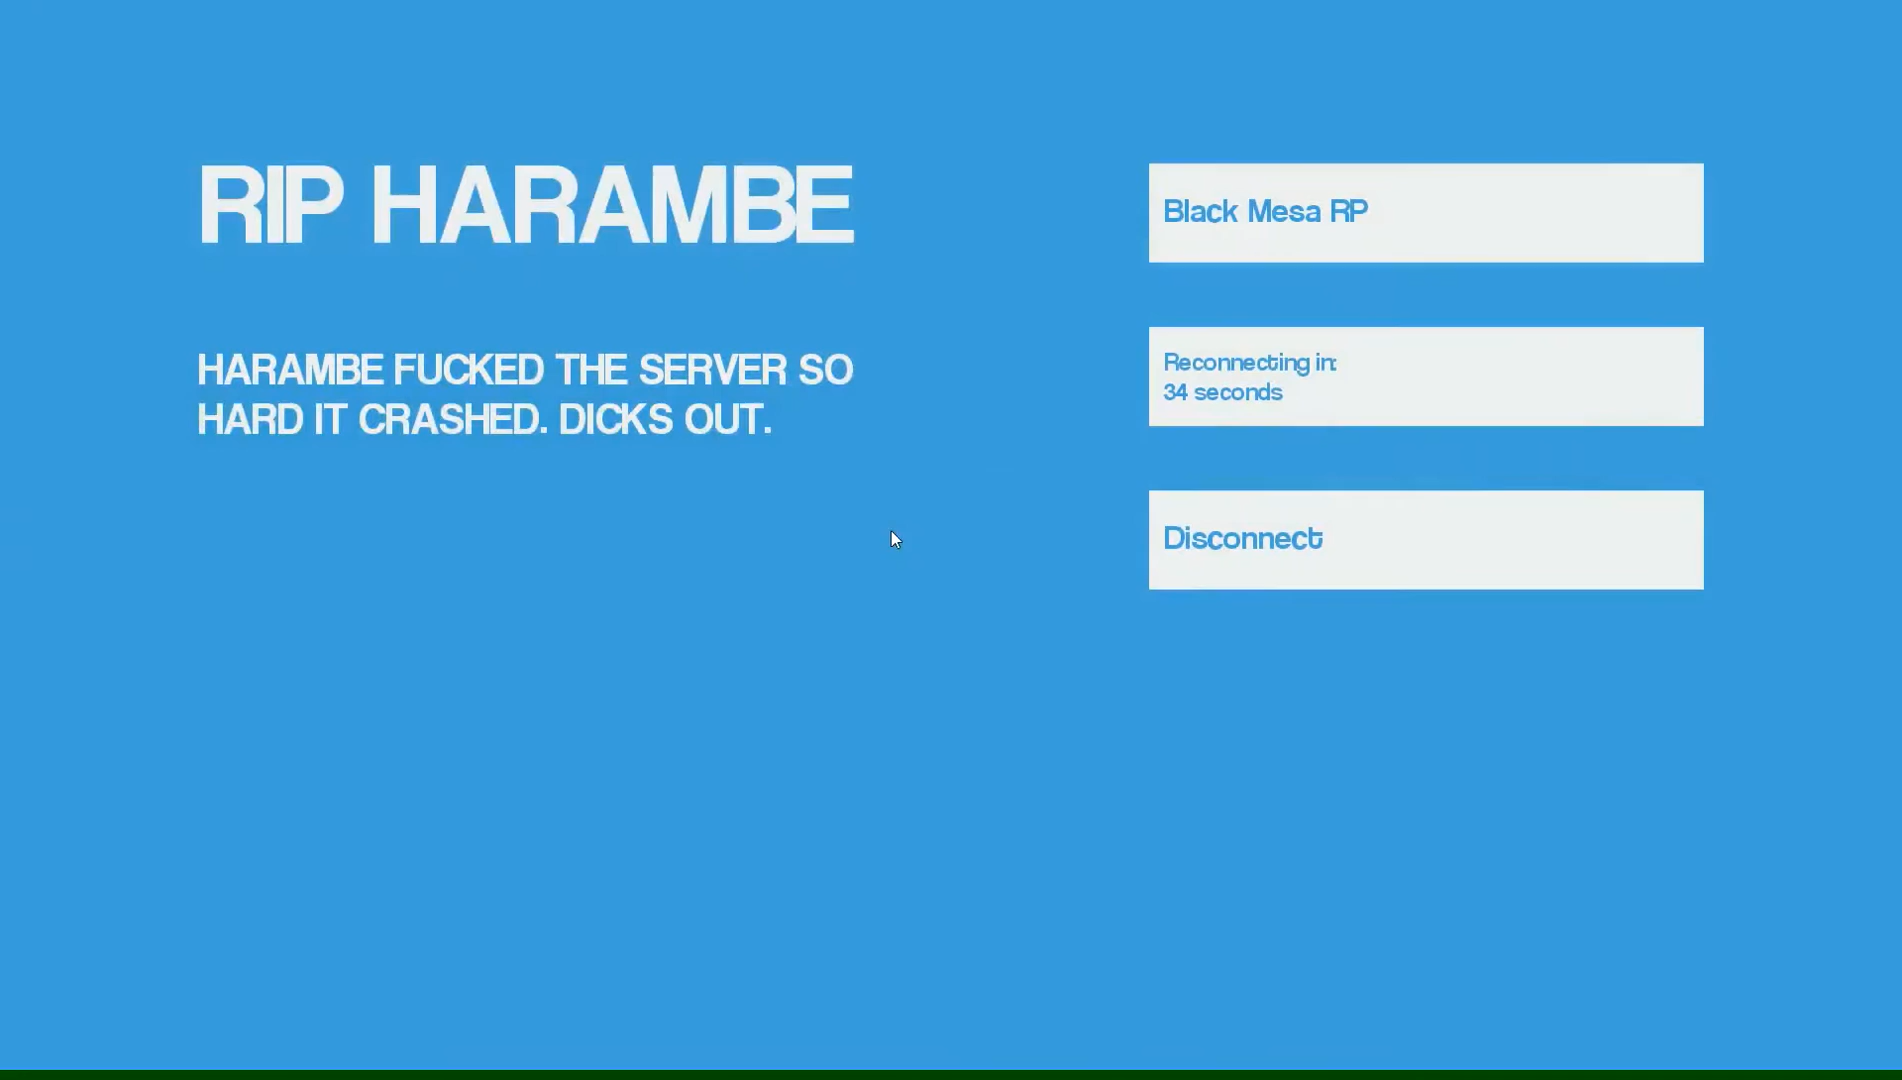 RIP HARAMBE
HARAMBE FUCKED THE SERVER SO
HARD IT CRASHED. DICKS OUT.
Black Mesa RP
Reconnecting in:
34 seconds
Disconnect